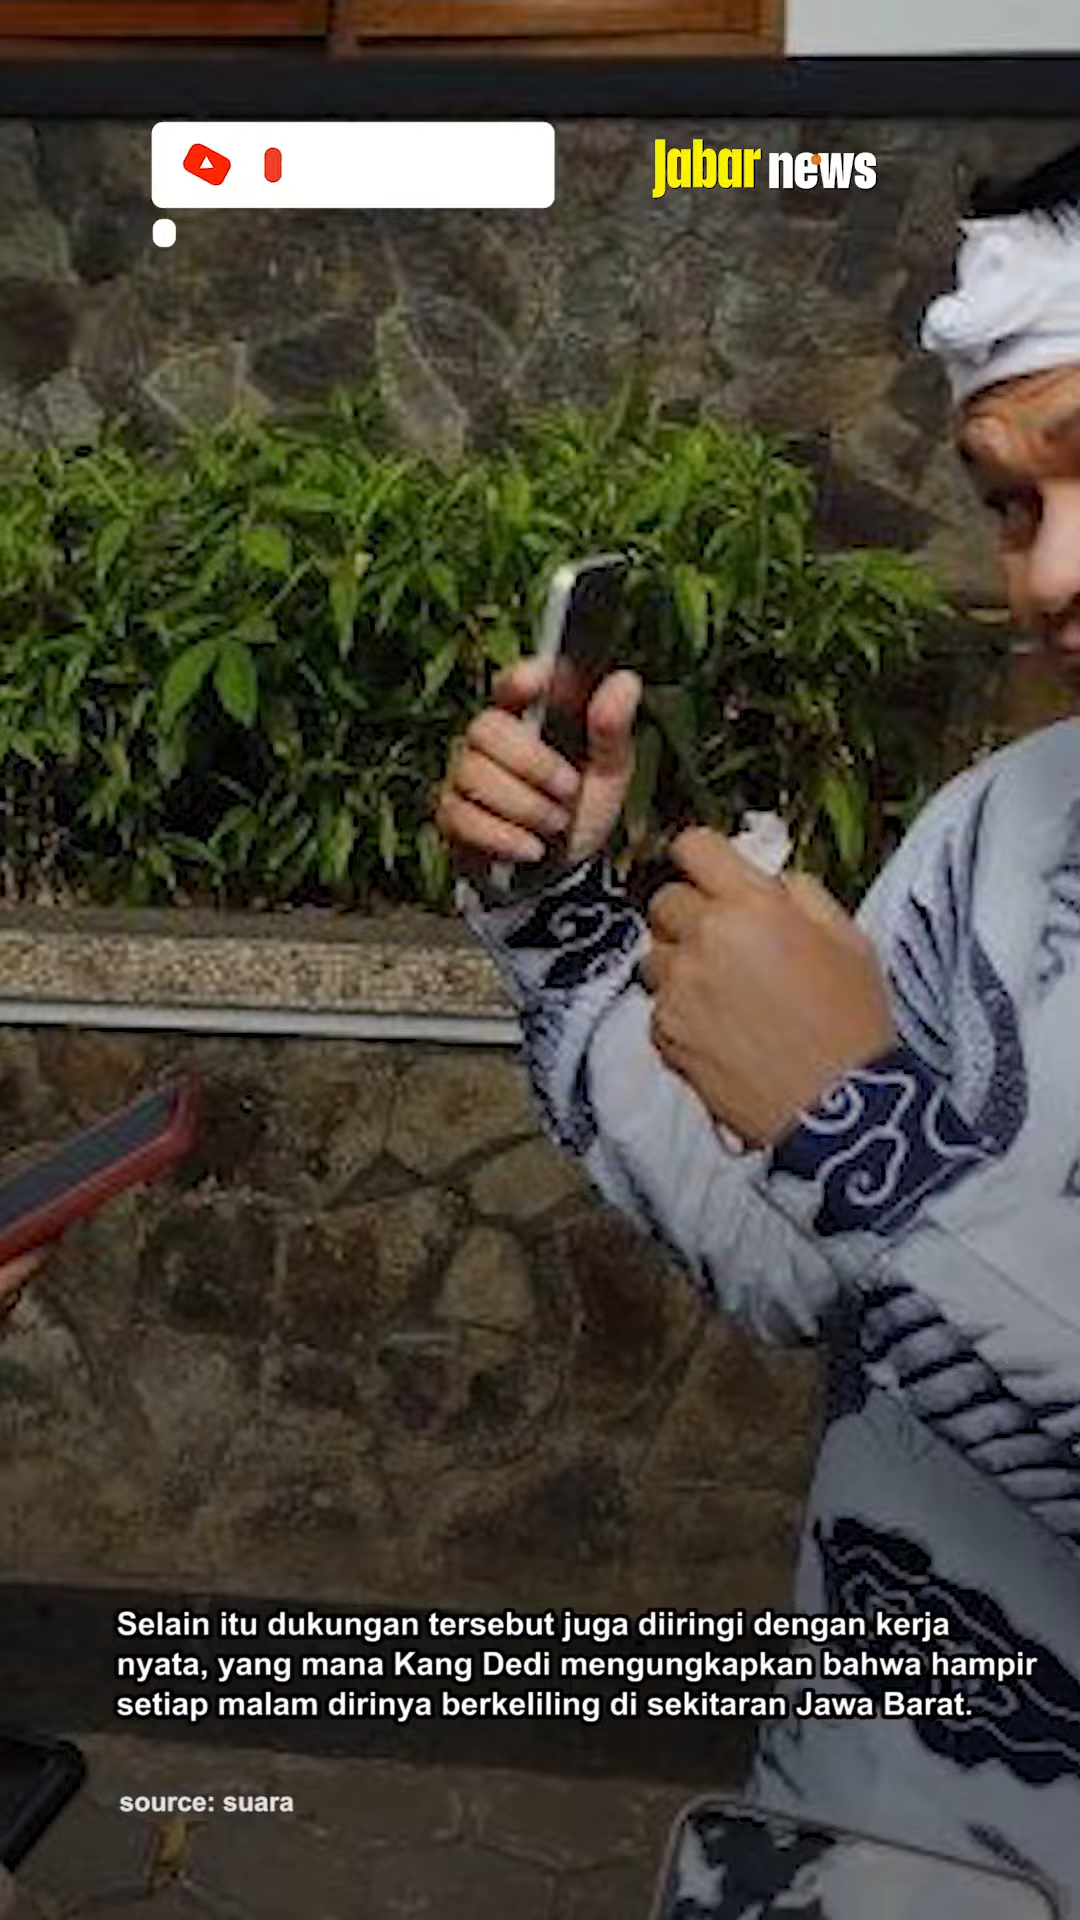 Jabar news
Selain itu dukungan tersebut juga diiringi dengan kerja
nyata, yang mana Kang Dedi mengungkapkan bahwa hampir
setiap malam dirinya berkeliling di sekitaran Jawa Barat.
source: suara